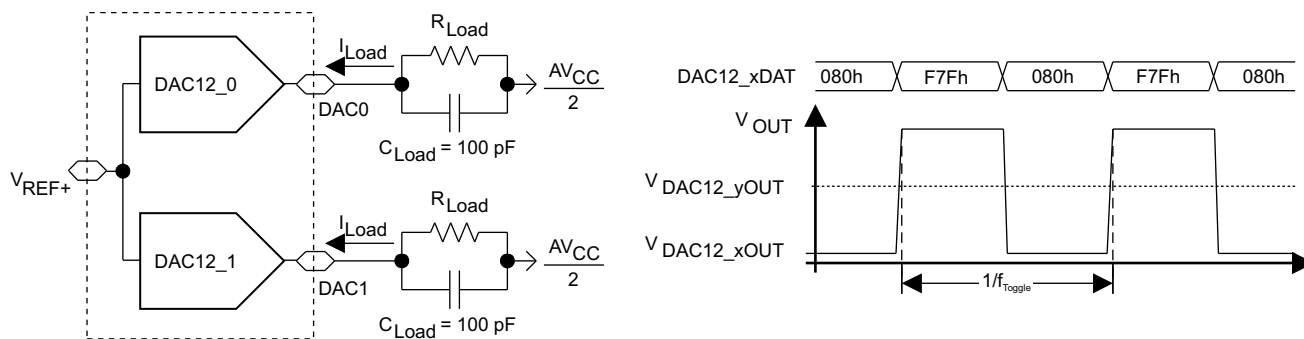 R Load
I Load
DAC12_0
DAC0
AV CC
2
C Load = 100 pF
V REF+
R Load
I Load
DAC12_1
DAC1
AV CC
2
C Load = 100 pF
DAC12_xDAT 080h F7Fh 080h F7Fh 080h
V OUT
V DAC12_yOUT
V DAC12_xOUT
1/f Toggle